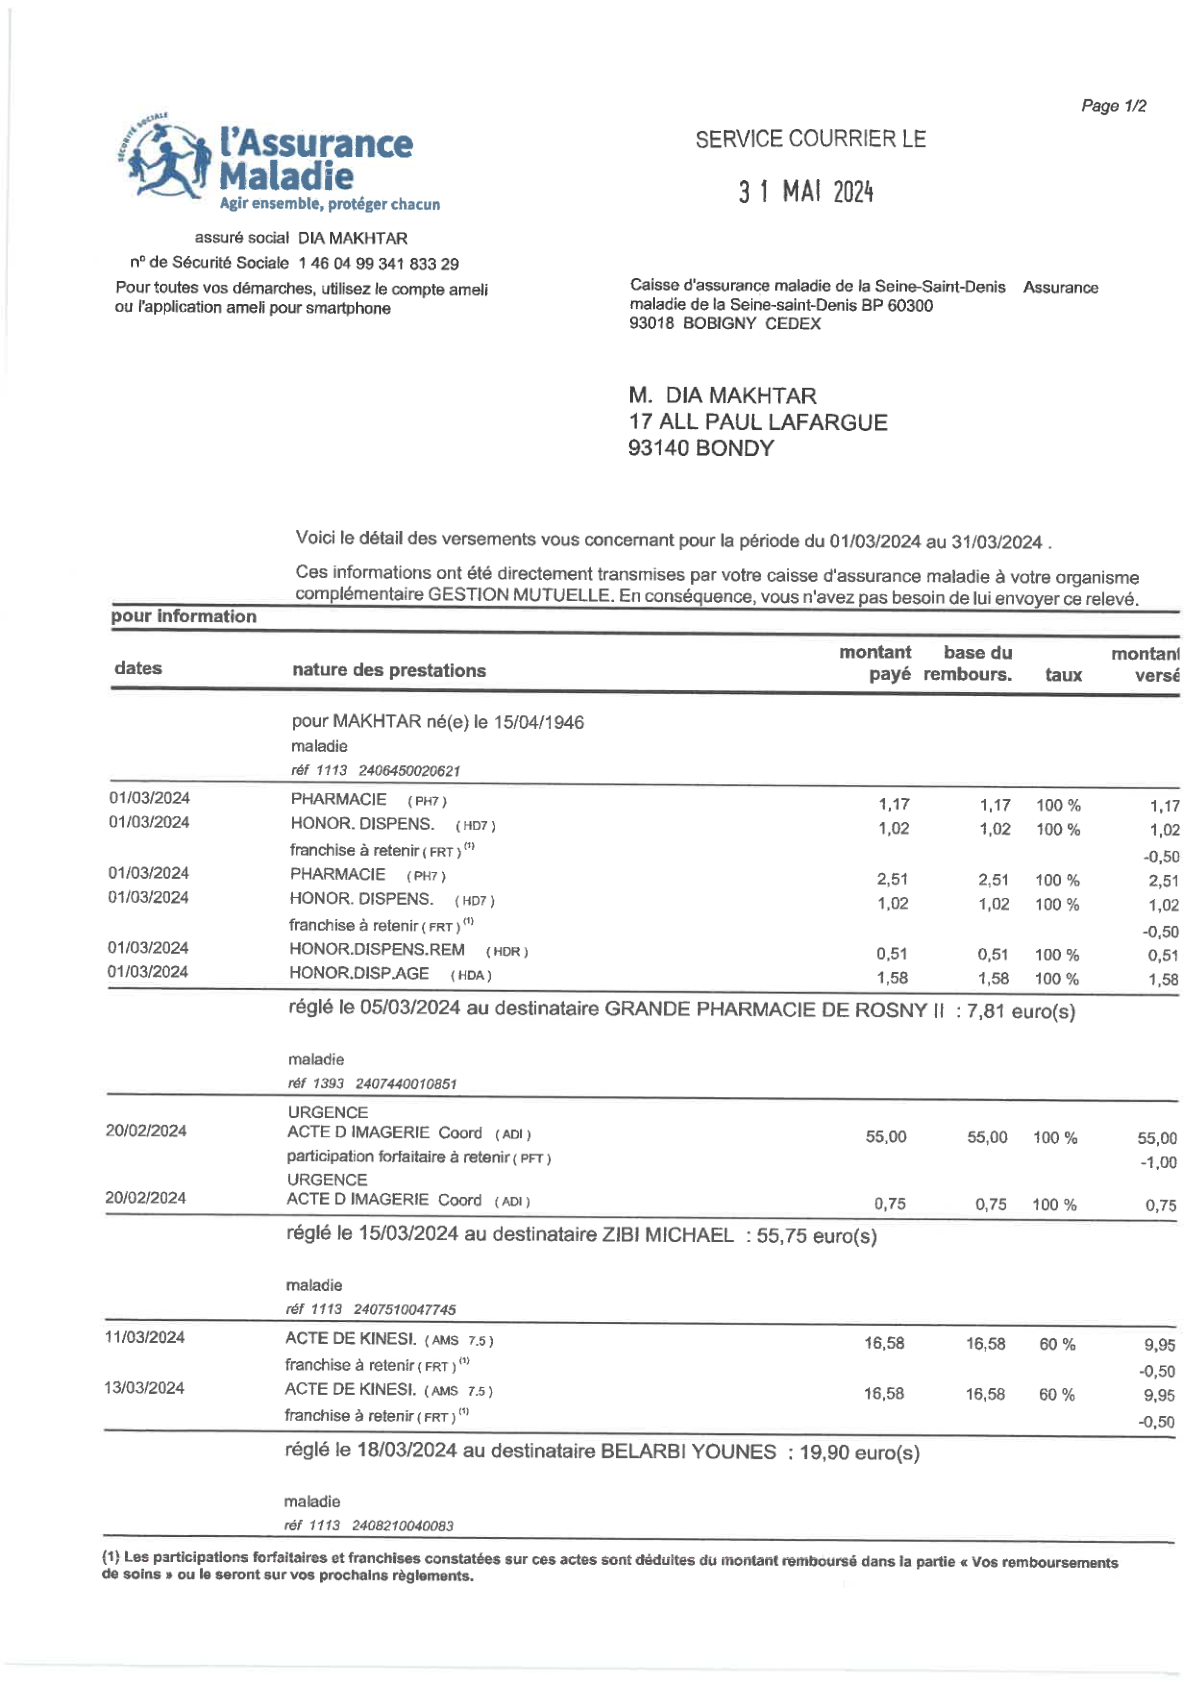 Page 1/2
SÉCURITÉ SOCIALE
l'Assurance
Maladie
Agir ensemble, protéger chacun
SERVICE COURRIER LE
31 MAI 2024
assuré social DIA MAKHTAR
n° de Sécurité Sociale 1 46 04 99 341 833 29
Pour toutes vos démarches, utilisez le compte ameli
ou l'application ameli pour smartphone
Caisse d'assurance maladie de la Seine-Saint-Denis Assurance
maladie de la Seine-saint-Denis BP 60300
93018 BOBIGNY CEDEX
M. DIA MAKHTAR
17 ALL PAUL LAFARGUE
93140 BONDY
Voici le détail des versements vous concernant pour la période du 01/03/2024 au 31/03/2024 .
Ces informations ont été directement transmises par votre caisse d'assurance maladie à votre organisme
complémentaire GESTION MUTUELLE. En conséquence, vous n'avez pas besoin de lui envoyer ce relevé.
pour information
dates nature des prestations montant payé base du rembours. taux montant versé
pour MAKHTAR né(e) le 15/04/1946
maladie
réf 1113 2406450020621
01/03/2024 PHARMACIE (PH7) 1,17 1,17 100 % 1,17
01/03/2024 HONOR. DISPENS. (HD7) 1,02 1,02 100 % 1,02
franchise à retenir (FRT) (1) -0,50
01/03/2024 PHARMACIE (PH7) 2,51 2,51 100 % 2,51
01/03/2024 HONOR. DISPENS. (HD7) 1,02 1,02 100 % 1,02
franchise à retenir (FRT) (1) -0,50
01/03/2024 HONOR.DISPENS.REM (HDR) 0,51 0,51 100 % 0,51
01/03/2024 HONOR.DISP.AGE (HDA) 1,58 1,58 100 % 1,58
réglé le 05/03/2024 au destinataire GRANDE PHARMACIE DE ROSNY II : 7,81 euro(s)
maladie
réf 1393 2407440010851
URGENCE
20/02/2024 ACTE D IMAGERIE Coord (ADI) 55,00 55,00 100 % 55,00
participation forfaitaire à retenir (PFT) -1,00
URGENCE
20/02/2024 ACTE D IMAGERIE Coord (ADI) 0,75 0,75 100 % 0,75
réglé le 15/03/2024 au destinataire ZIBI MICHAEL : 55,75 euro(s)
maladie
réf 1113 2407510047745
11/03/2024 ACTE DE KINESI. (AMS 7.5) 16,58 16,58 60 % 9,95
franchise à retenir (FRT) (1) -0,50
13/03/2024 ACTE DE KINESI. (AMS 7.5) 16,58 16,58 60 % 9,95
franchise à retenir (FRT) (1) -0,50
réglé le 18/03/2024 au destinataire BELARBI YOUNES : 19,90 euro(s)
maladie
réf 1113 2408210040083
(1) Les participations forfaitaires et franchises constatées sur ces actes sont déduites du montant remboursé dans la partie « Vos remboursements
de soins » ou le seront sur vos prochains règlements.